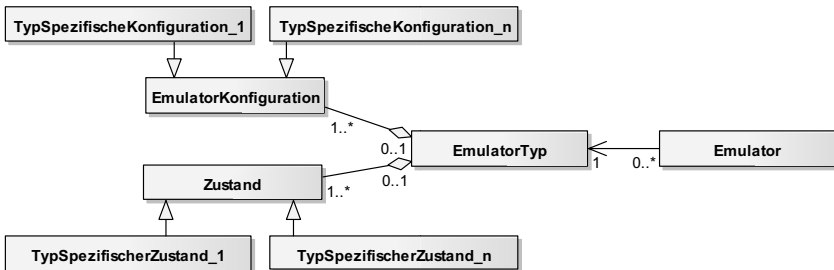 TypSpezifischeKonfiguration_1
TypSpezifischeKonfiguration_n
EmulatorKonfiguration
1..*
0..1
EmulatorTyp
1
0..*
Emulator
Zustand
1..*
0..1
TypSpezifischerZustand_1
TypSpezifischerZustand_n